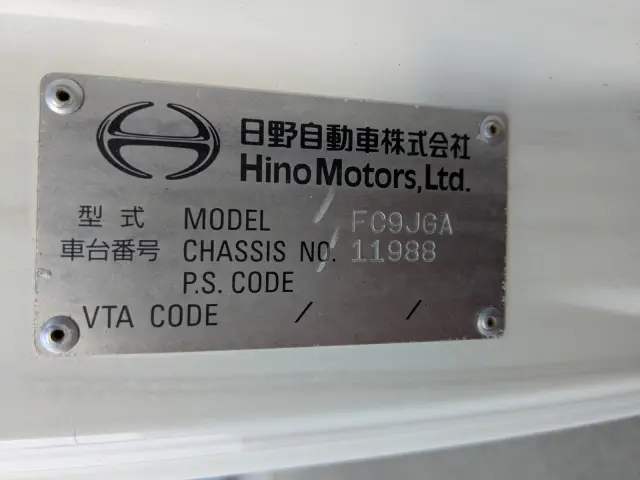 日野自動車株式会社
Hino Motors, Ltd.
型式 MODEL FC9JGA
車台番号 CHASSIS NO. 11988
P.S. CODE
VTA CODE / /